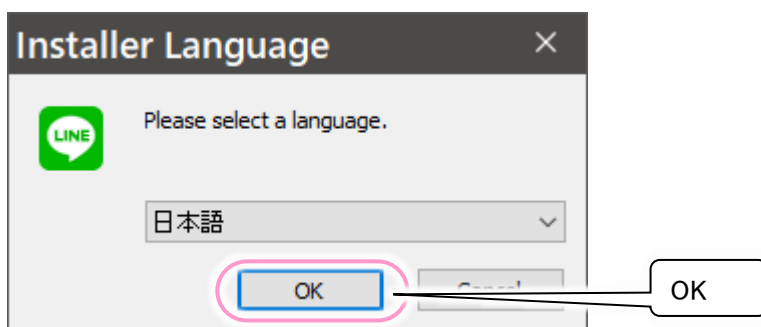 Installer Language
LINE
Please select a language.
日本語
OK
OK